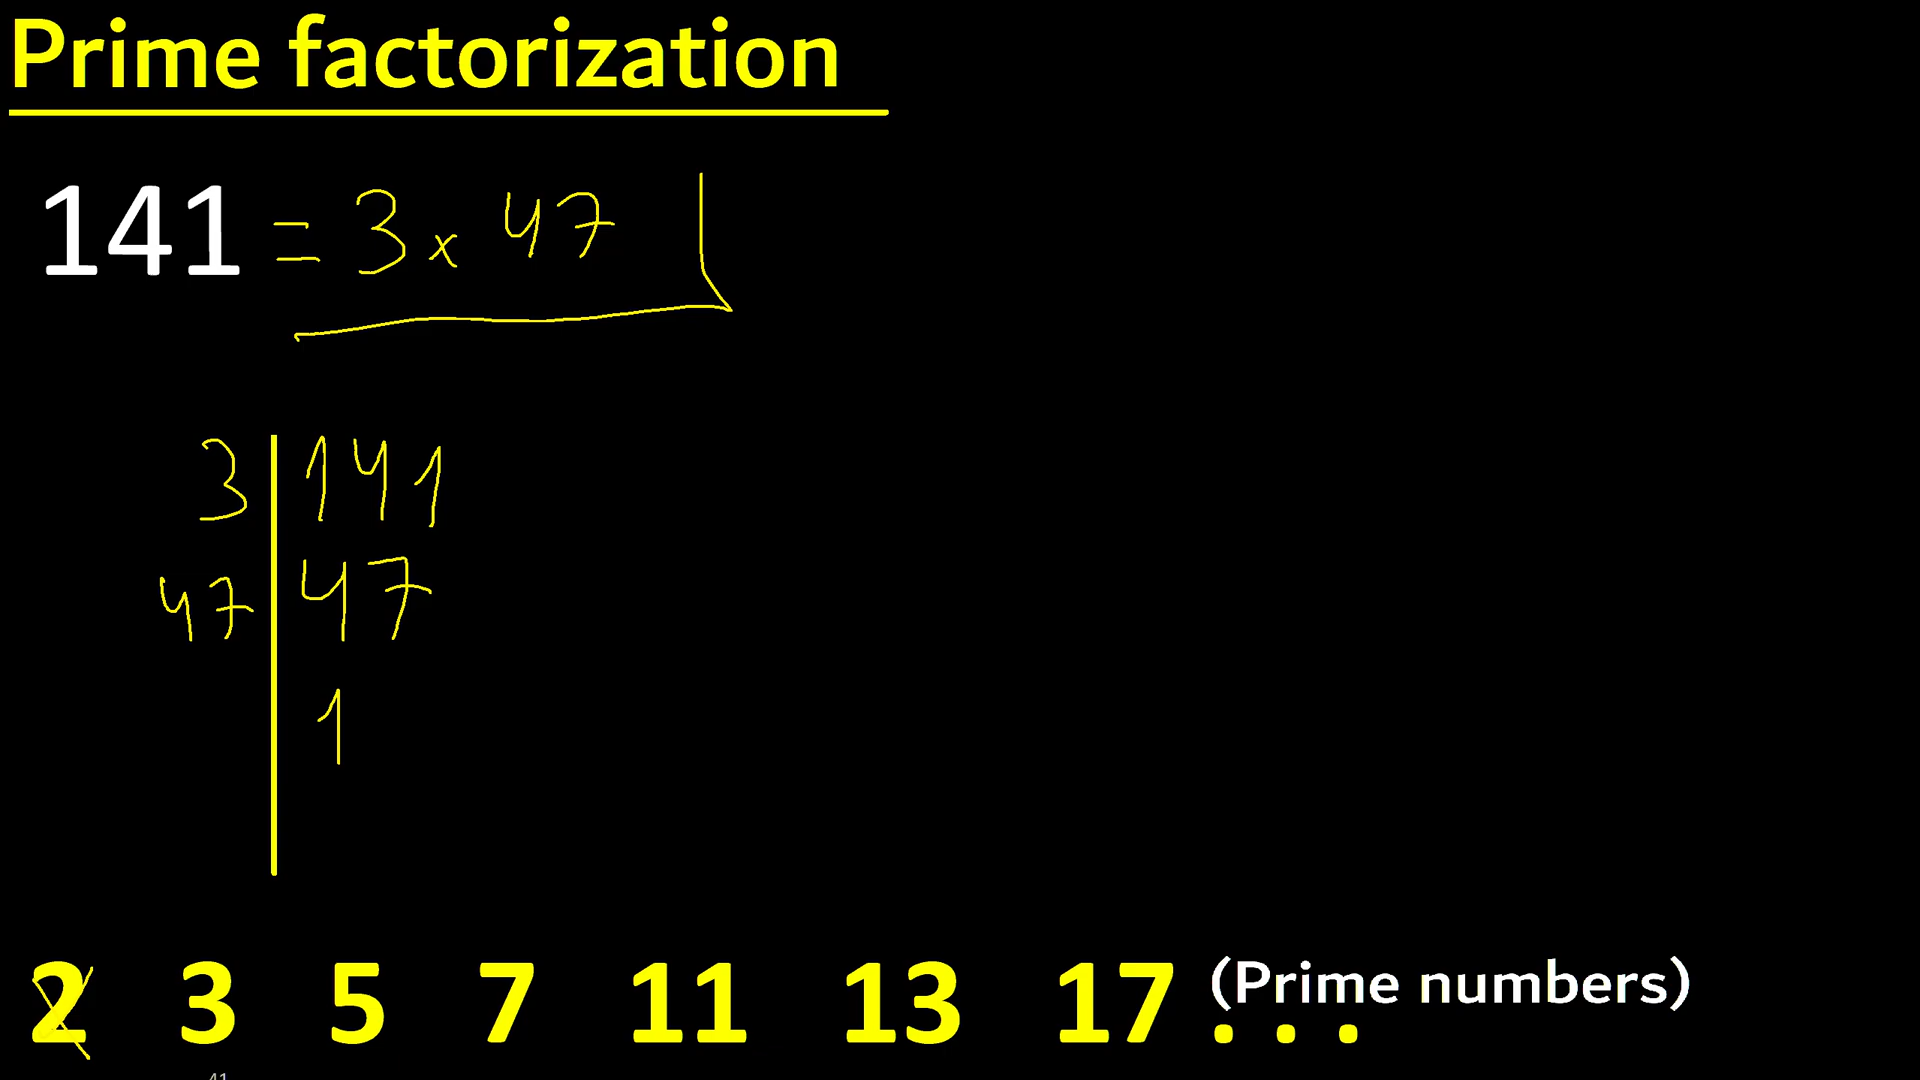 Prime factorization
141 = 3 x 47
3 | 141
47 | 47
1
2 3 5 7 11 13 17 . . . (Prime numbers)